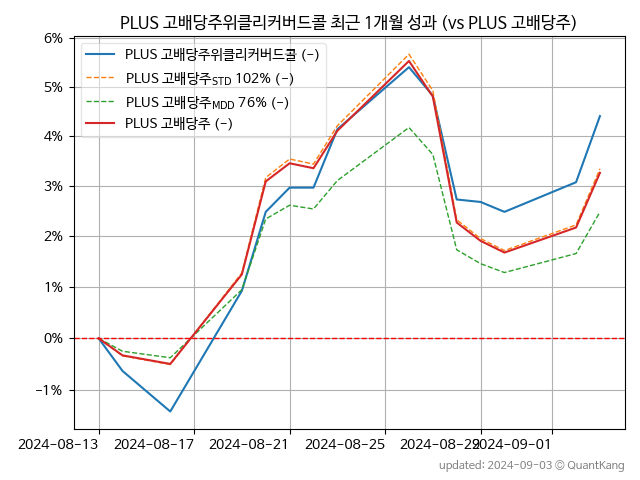 PLUS 고배당주위클리커버드콜 최근 1개월 성과 (vs PLUS 고배당주)
6%
5%
4%
3%
2%
1%
0%
-1%
PLUS 고배당주위클리커버드콜 (-)
PLUS 고배당주STD 102% (-)
PLUS 고배당주MDD 76% (-)
PLUS 고배당주 (-)
2024-08-13 2024-08-17 2024-08-21 2024-08-25 2024-08-29 2024-09-01
updated: 2024-09-03 © QuantKang